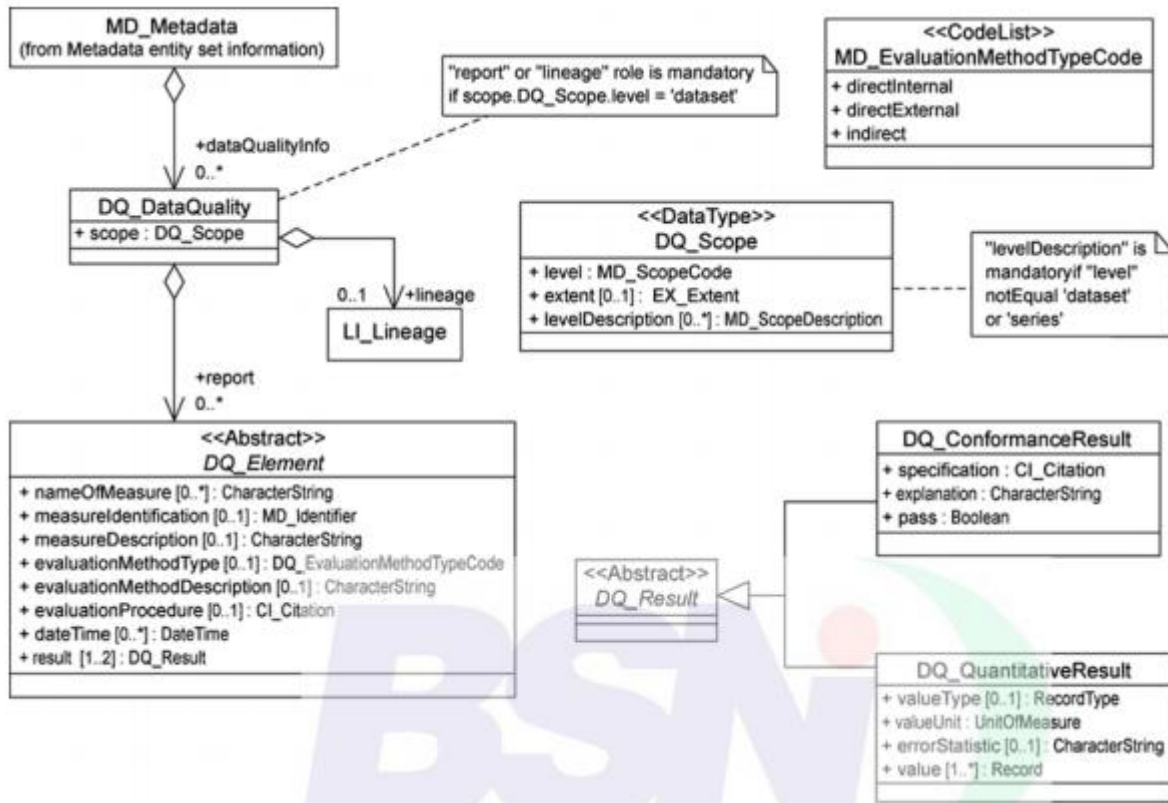 MD_Metadata
(from Metadata entity set information)
<<CodeList>>
MD_EvaluationMethodTypeCode
+ directInternal
+ directExternal
+ indirect
"report" or "lineage" role is mandatory
if scope.DQ_Scope.level = 'dataset'
+dataQualityInfo
0..*
DQ_DataQuality
+ scope : DQ_Scope
<<DataType>>
DQ_Scope
+ level : MD_ScopeCode
+ extent [0..1] : EX_Extent
+ levelDescription [0..*] : MD_ScopeDescription
"levelDescription" is
mandatoryif "level"
notEqual 'dataset'
or 'series'
0..1
+lineage
LI_Lineage
+report
0..*
<<Abstract>>
DQ_Element
+ nameOfMeasure [0..*] : CharacterString
+ measureIdentification [0..1] : MD_Identifier
+ measureDescription [0..1] : CharacterString
+ evaluationMethodType [0..1] : DQ_EvaluationMethodTypeCode
+ evaluationMethodDescription [0..1] : CharacterString
+ evaluationProcedure [0..1] : CI_Citation
+ dateTime [0..*] : DateTime
+ result [1..2] : DQ_Result
DQ_ConformanceResult
+ specification : CI_Citation
+ explanation : CharacterString
+ pass : Boolean
<<Abstract>>
DQ_Result
DQ_QuantitativeResult
+ valueType [0..1] : RecordType
+ valueUnit : UnitOfMeasure
+ errorStatistic [0..1] : CharacterString
+ value [1..*] : Record
BSNi